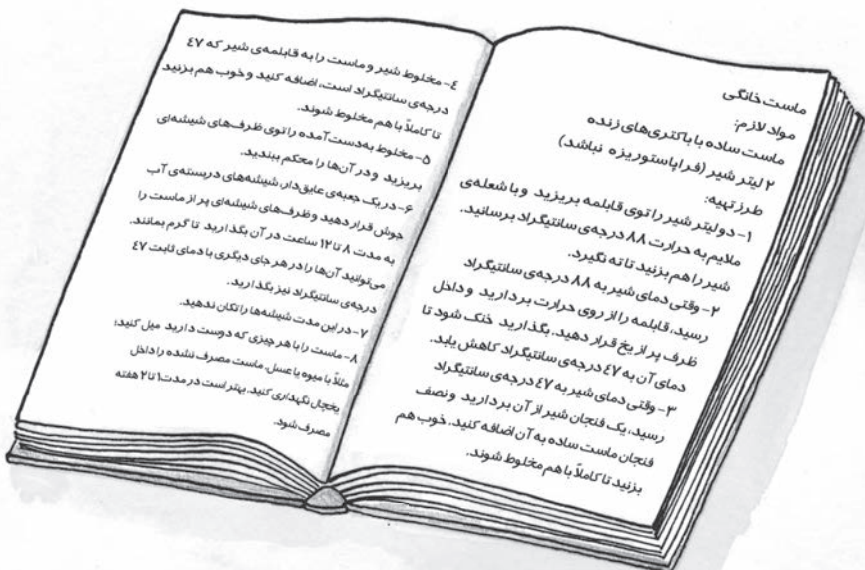 ماست خانگی
مواد لازم:
ماست ساده با باکتری‌های زنده
۲ لیتر شیر (فراپاستوریزه نباشد)
طرز تهیه:
۱- دو لیتر شیر را توی قابلمه بریزید و با شعله‌ی
ملایم به حرارت ۸۸ درجه‌ی سانتیگراد برسانید.
شیر را هم بزنید تا ته نگیرد.
۲- وقتی دمای شیر به ۸۸ درجه‌ی سانتیگراد
رسید، قابلمه را از روی حرارت بردارید و داخل
ظرف پر از یخ قرار دهید. بگذارید خنک شود تا
دمای آن به ۴۷ درجه‌ی سانتیگراد کاهش یابد.
۳- وقتی دمای شیر به ۴۷ درجه‌ی سانتیگراد
رسید، یک فنجان شیر از آن بردارید و نصف
فنجان ماست ساده به آن اضافه کنید. خوب هم
بزنید تا کاملاً با هم مخلوط شوند.
۴- مخلوط شیر و ماست را به قابلمه‌ی شیر که ۴۷
درجه‌ی سانتیگراد است، اضافه کنید و خوب هم بزنید
تا کاملاً با هم مخلوط شوند.
۵- مخلوط به‌دست‌آمده را توی ظرف‌های شیشه‌ای
بریزید و در آن‌ها را محکم ببندید.
۶- در یک جعبه‌ی عایق‌دار، شیشه‌های دربسته‌ی آب
جوش قرار دهید و ظرف‌های شیشه‌ای پر از ماست را
به مدت ۸ تا ۱۲ ساعت در آن بگذارید تا گرم بمانند.
می‌توانید آن‌ها را در هر جای دیگری با دمای ثابت ۴۷
درجه‌ی سانتیگراد نیز بگذارید.
۷- در این مدت شیشه‌ها را تکان ندهید.
۸- ماست را با هر چیزی که دوست دارید میل کنید؛
مثلاً با میوه یا عسل. ماست مصرف نشده را داخل
یخچال نگهداری کنید. بهتر است در مدت ۱ تا ۲ هفته
مصرف شود.